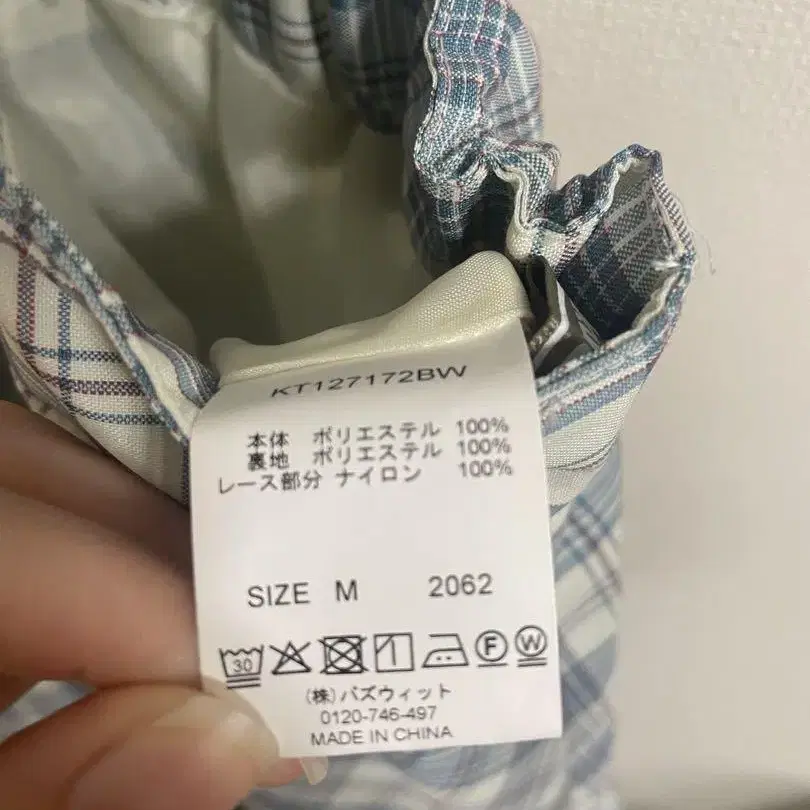 KT127172BW
本体 ポリエステル 100%
裏地 ポリエステル 100%
レース部分 ナイロン 100%
SIZE M 2062
30 F W
(株)バズウィット
0120-746-497
MADE IN CHINA